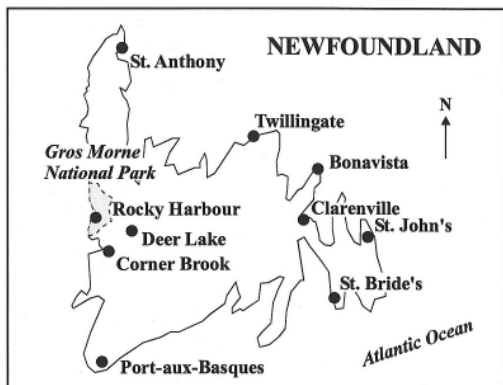 NEWFOUNDLAND
St. Anthony
N
Twillingate
Gros Morne
National Park
Bonavista
Rocky Harbour
Clarenville
St. John's
Deer Lake
Corner Brook
St. Bride's
Atlantic Ocean
Port-aux-Basques